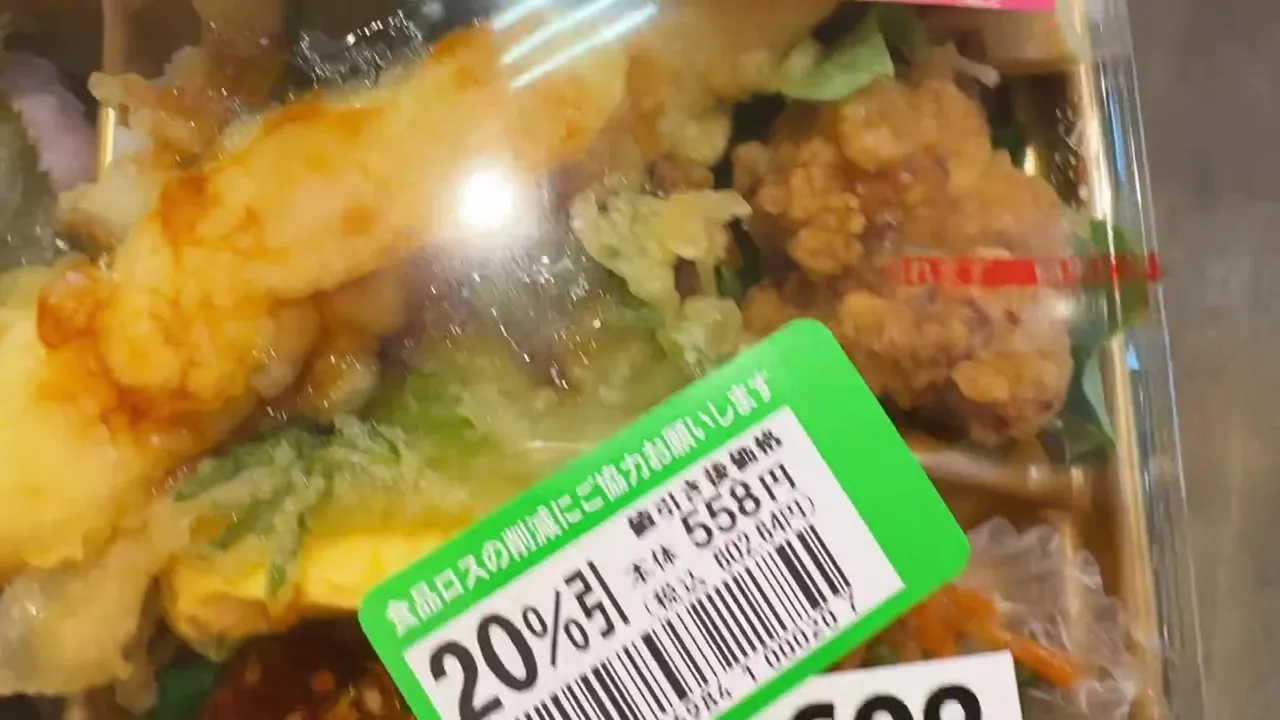 食品ロスの削減にご協力お願いします
値引き後価格
20%引
本体 558円
(税込 602.64円)